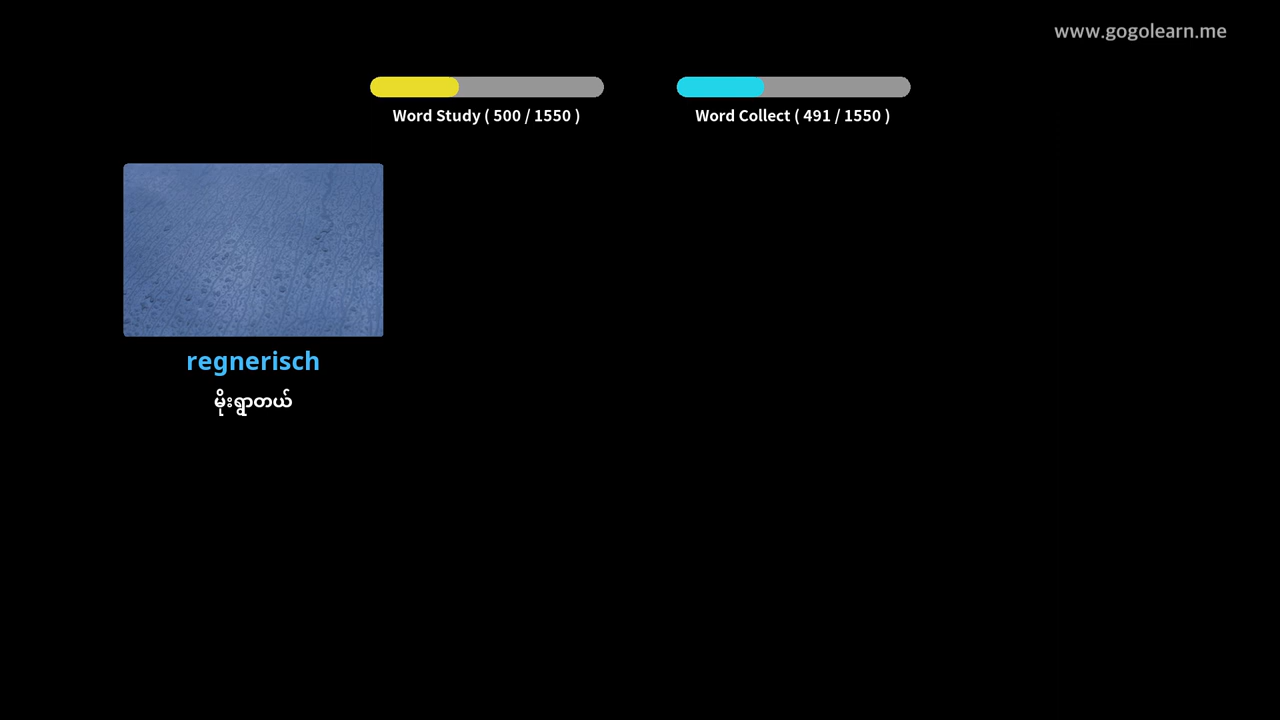 www.gogolearn.me
Word Study ( 500 / 1550 )
Word Collect ( 491 / 1550 )
regnerisch
မိုးရွာတယ်